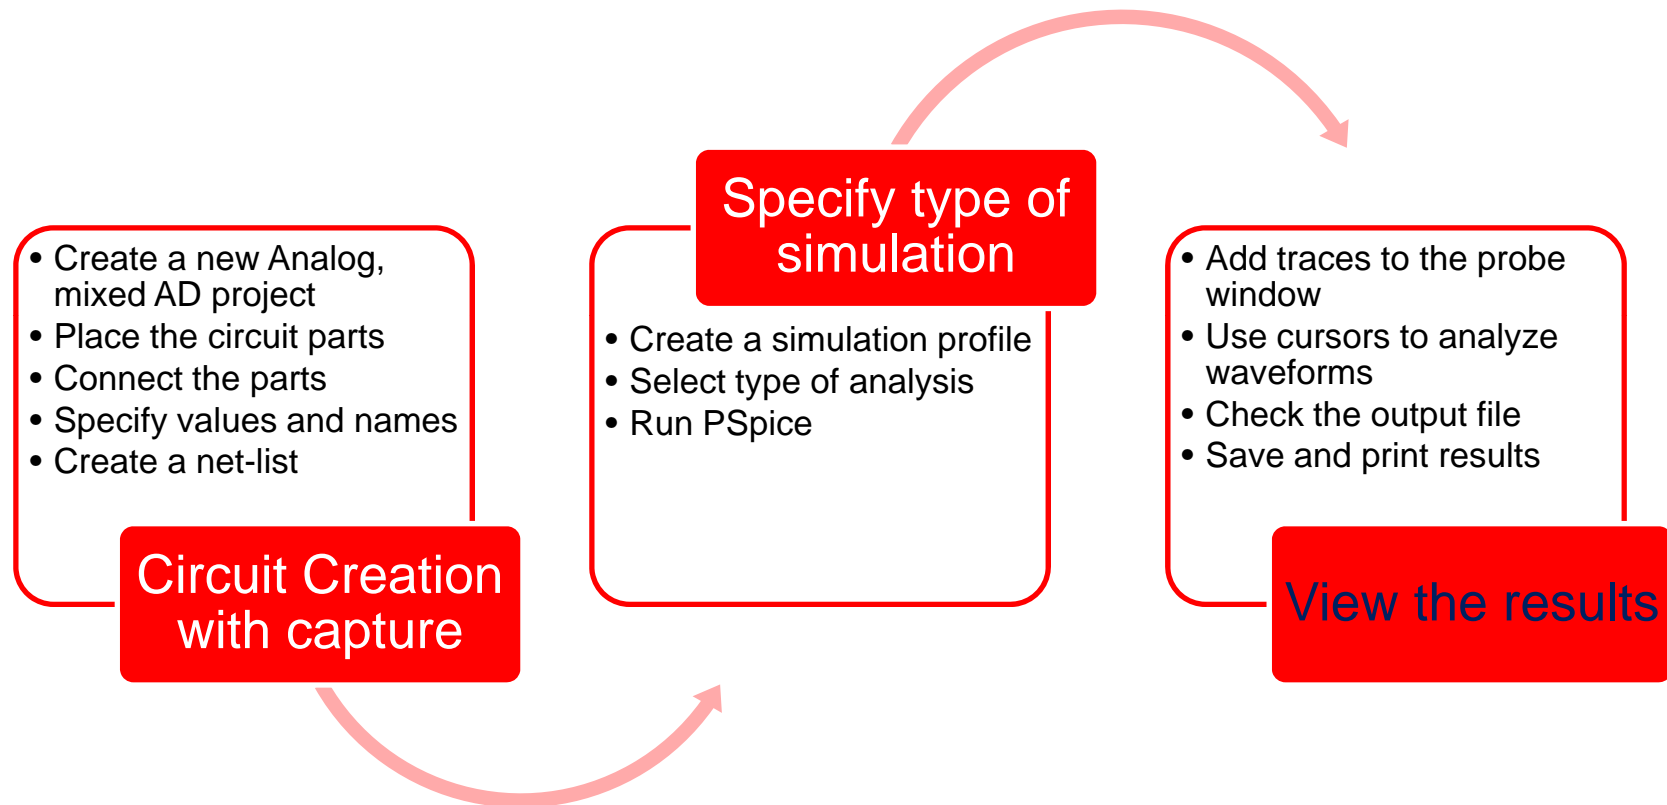 • Create a new Analog,
mixed AD project
• Place the circuit parts
• Connect the parts
• Specify values and names
• Create a net-list
Circuit Creation
with capture
Specify type of
simulation
• Create a simulation profile
• Select type of analysis
• Run PSpice
• Add traces to the probe
window
• Use cursors to analyze
waveforms
• Check the output file
• Save and print results
View the results